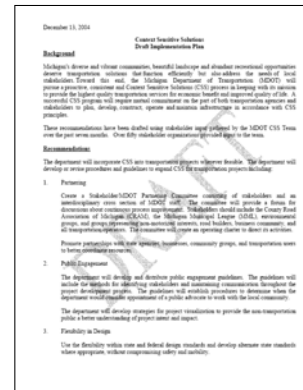 December 13, 2004
Context Sensitive Solutions
Draft Implementation Plan
Background
Michigan's diverse and vibrant communities, beautiful landscape and abundant recreational opportunities
deserve transportation solutions that function efficiently but also address the needs of local
stakeholders. Toward this end, the Michigan Department of Transportation (MDOT) will
pursue a proactive, consistent and Context Sensitive Solutions (CSS) process in keeping with its mission
to provide the highest quality transportation services for economic benefit and improved quality of life. A
successful CSS program will require mutual commitment on the part of both transportation agencies and
stakeholders to plan, develop, construct, operate and maintain infrastructure in accordance with CSS
principles.
These recommendations have been drafted using stakeholder input gathered by the MDOT CSS Team
over the past seven months. Over fifty stakeholder organizations provided input to the team.
Recommendations
The department will incorporate CSS into transportation projects wherever feasible. The department will
develop or revise procedures and guidelines to expand CSS for transportation projects including:
1. Partnering
Create a Stakeholder/MDOT Partnering Committee consisting of stakeholders and an
interdisciplinary cross section of MDOT staff. The committee will provide a forum for
discussions about continuous process improvement. Stakeholders should include the County Road
Association of Michigan (CRAM), the Michigan Municipal League (MML), environmental
groups, and groups representing non-motorized interests, road builders, business community, and
all transportation operators. The committee will create an operating charter to direct its activities.
Promote partnerships with state agencies, businesses, community groups, and transportation users
to better coordinate resources.
2. Public Engagement
The department will develop and distribute public engagement guidelines. The guidelines will
include the methods for identifying stakeholders and maintaining communication throughout the
project development process. The guidelines will establish procedures to determine when the
department would consider appointment of a public advocate to work with the local community.
The department will develop strategies for project visualization to provide the non-transportation
public a better understanding of project intent and impact.
3. Flexibility in Design
Use the flexibility within state and federal design standards and develop alternate state standards
where appropriate, without compromising safety and mobility.
DRAFT